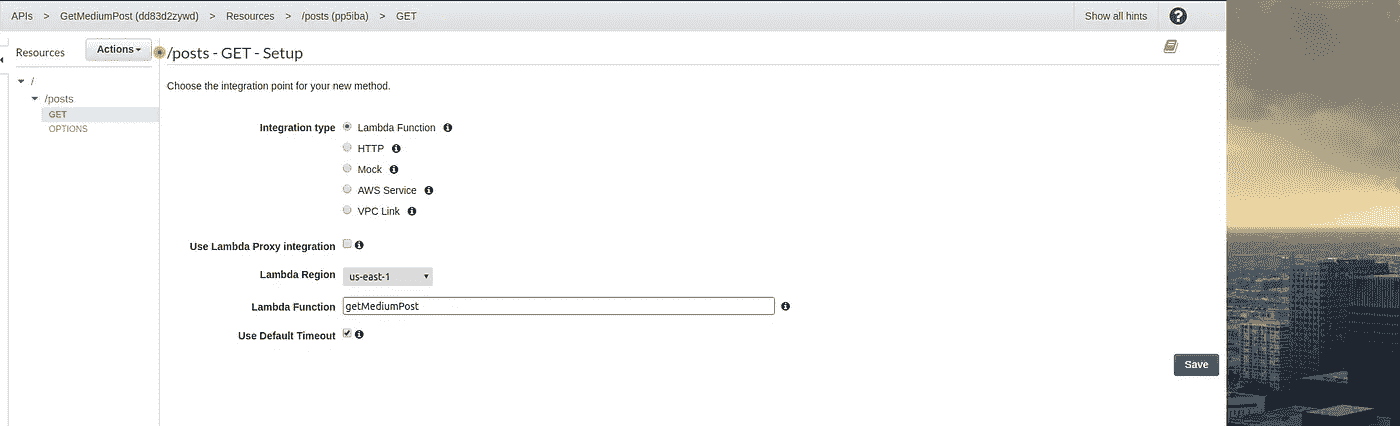 APIs > GetMediumPost (dd83d2zywd) > Resources > /posts (pp5iba) > GET Show all hints ?
Resources Actions /posts - GET - Setup
Choose the integration point for your new method.
/
/posts
GET
OPTIONS
Integration type Lambda Function
HTTP
Mock
AWS Service
VPC Link
Use Lambda Proxy integration
Lambda Region us-east-1
Lambda Function getMediumPost
Use Default Timeout
Save